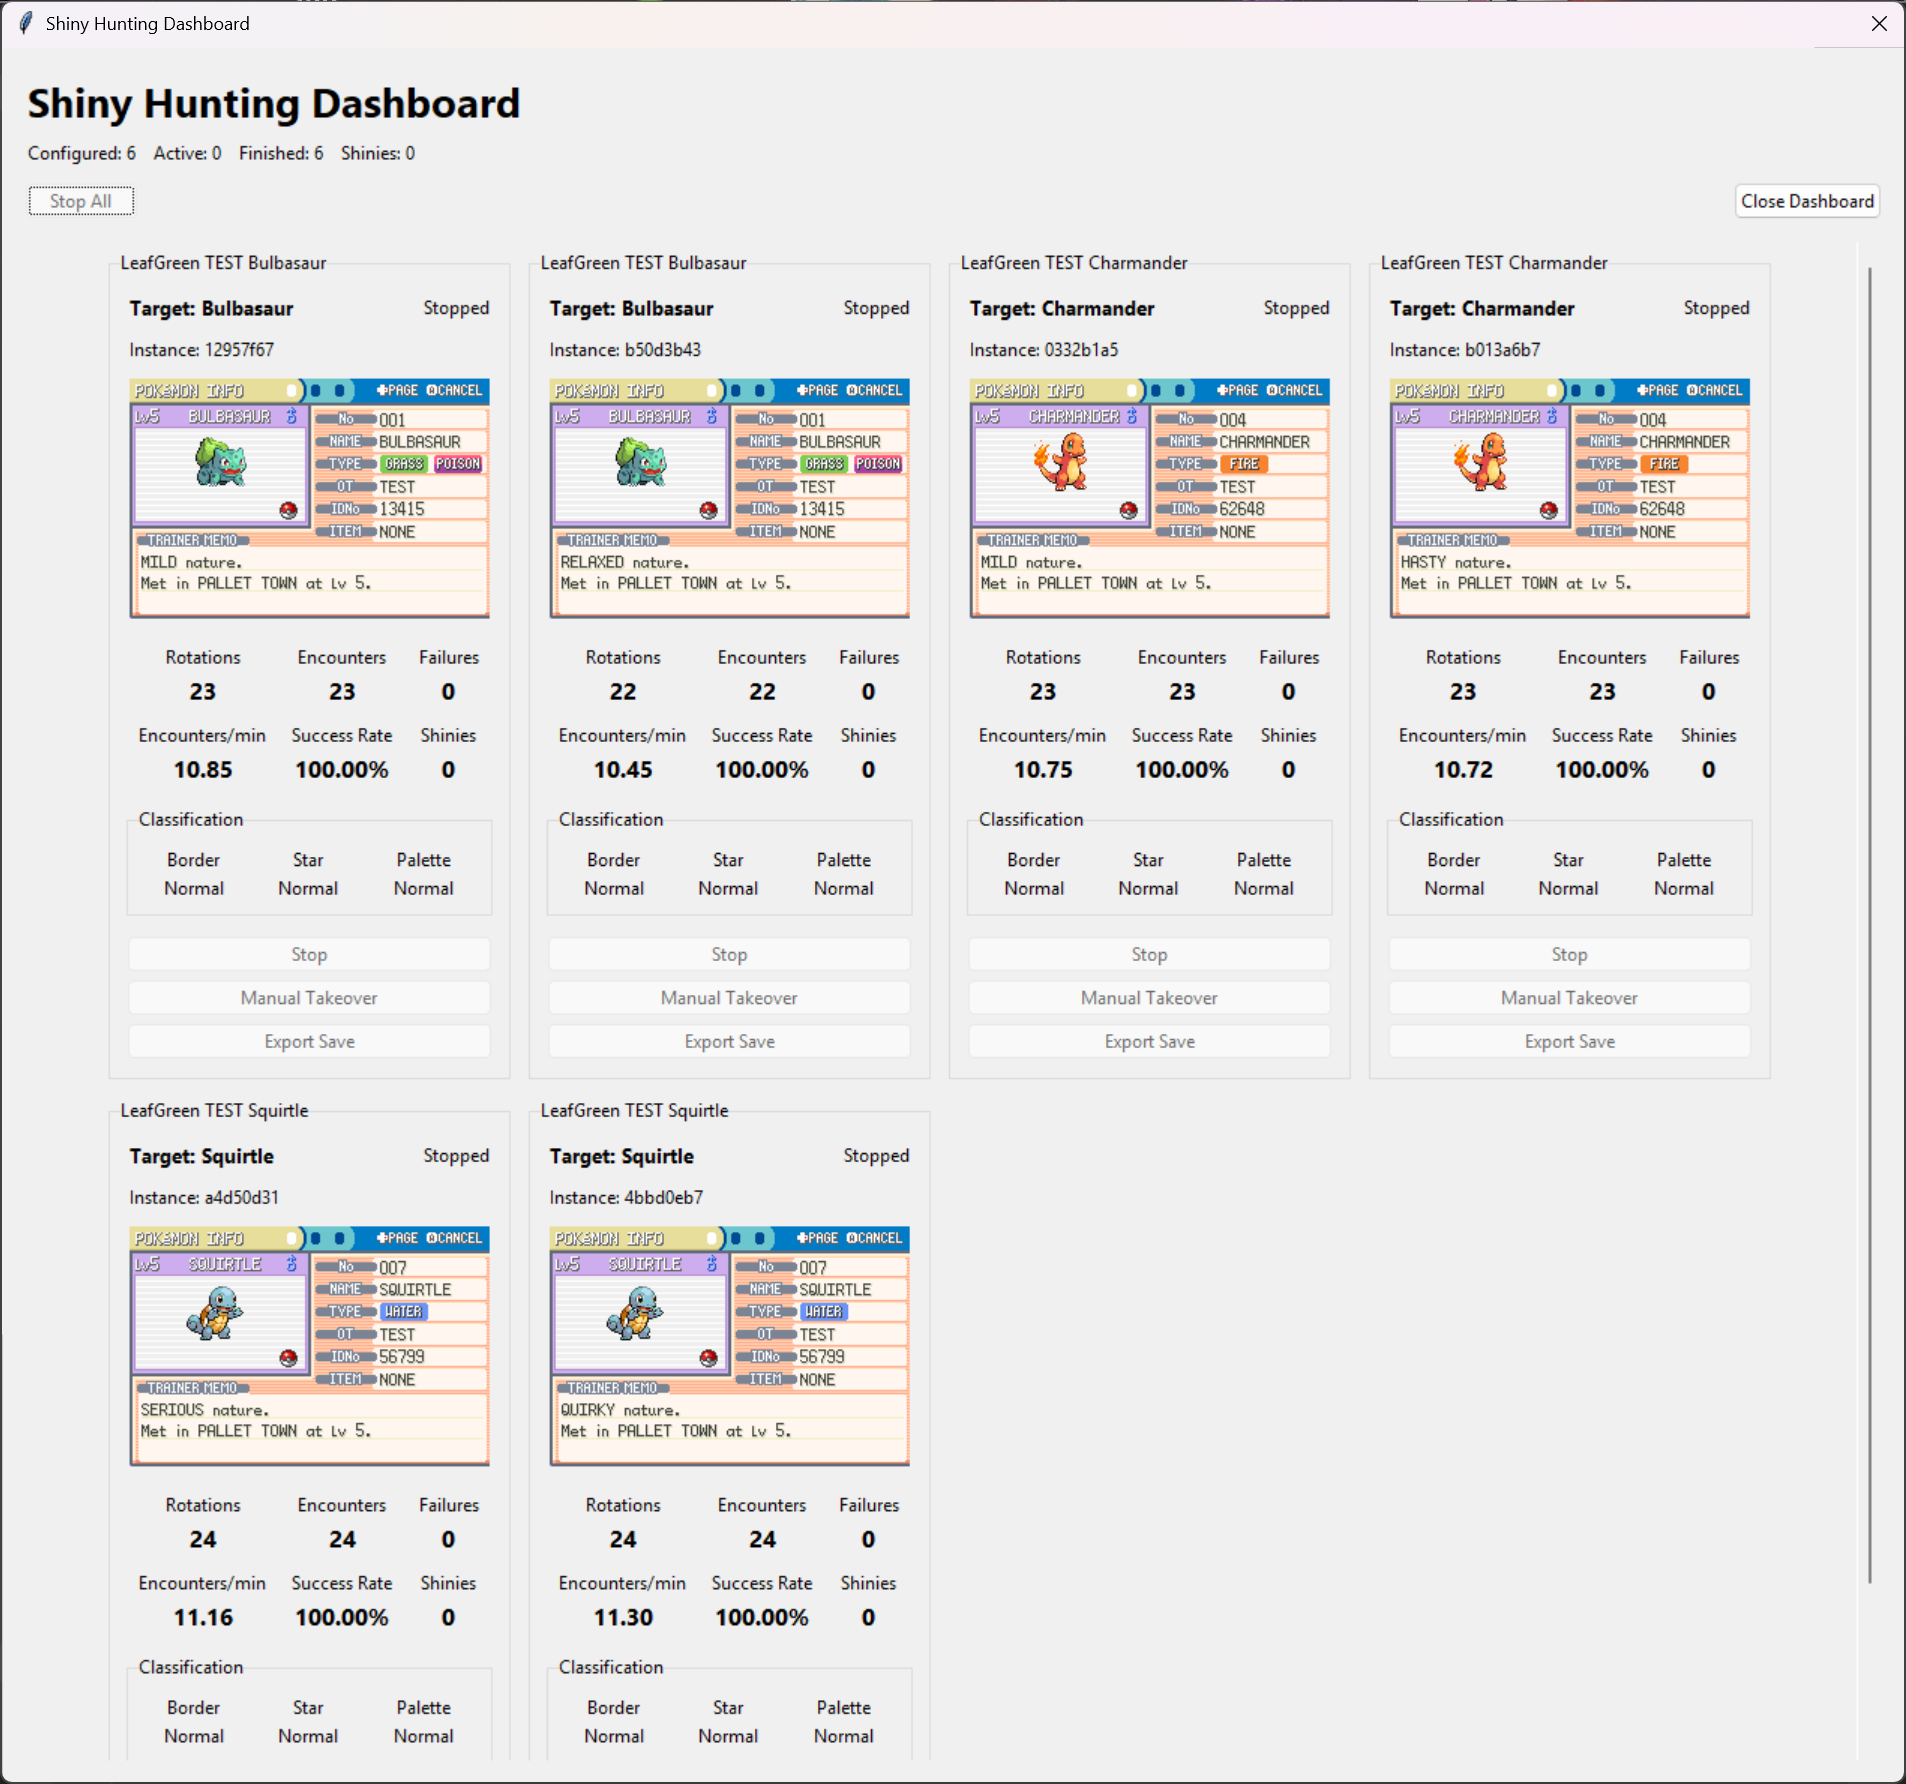 Shiny Hunting Dashboard
Shiny Hunting Dashboard
Configured: 6 Active: 0 Finished: 6 Shinies: 0
Stop All
Close Dashboard
LeafGreen TEST Bulbasaur
Target: Bulbasaur Stopped
Instance: 12957f67
POKéMON INFO PAGE CANCEL
Lv5 BULBASAUR ♂
No 001
NAME BULBASAUR
TYPE GRASS POISON
OT TEST
IDNo 13415
ITEM NONE
TRAINER MEMO
MILD nature.
Met in PALLET TOWN at Lv 5.
Rotations Encounters Failures
23 23 0
Encounters/min Success Rate Shinies
10.85 100.00% 0
Classification
Border Star Palette
Normal Normal Normal
Stop
Manual Takeover
Export Save
LeafGreen TEST Bulbasaur
Target: Bulbasaur Stopped
Instance: b50d3b43
POKéMON INFO PAGE CANCEL
Lv5 BULBASAUR ♂
No 001
NAME BULBASAUR
TYPE GRASS POISON
OT TEST
IDNo 13415
ITEM NONE
TRAINER MEMO
RELAXED nature.
Met in PALLET TOWN at Lv 5.
Rotations Encounters Failures
22 22 0
Encounters/min Success Rate Shinies
10.45 100.00% 0
Classification
Border Star Palette
Normal Normal Normal
Stop
Manual Takeover
Export Save
LeafGreen TEST Charmander
Target: Charmander Stopped
Instance: 0332b1a5
POKéMON INFO PAGE CANCEL
Lv5 CHARMANDER ♂
No 004
NAME CHARMANDER
TYPE FIRE
OT TEST
IDNo 62648
ITEM NONE
TRAINER MEMO
MILD nature.
Met in PALLET TOWN at Lv 5.
Rotations Encounters Failures
23 23 0
Encounters/min Success Rate Shinies
10.75 100.00% 0
Classification
Border Star Palette
Normal Normal Normal
Stop
Manual Takeover
Export Save
LeafGreen TEST Charmander
Target: Charmander Stopped
Instance: b013a6b7
POKéMON INFO PAGE CANCEL
Lv5 CHARMANDER ♂
No 004
NAME CHARMANDER
TYPE FIRE
OT TEST
IDNo 62648
ITEM NONE
TRAINER MEMO
HASTY nature.
Met in PALLET TOWN at Lv 5.
Rotations Encounters Failures
23 23 0
Encounters/min Success Rate Shinies
10.72 100.00% 0
Classification
Border Star Palette
Normal Normal Normal
Stop
Manual Takeover
Export Save
LeafGreen TEST Squirtle
Target: Squirtle Stopped
Instance: a4d50d31
POKéMON INFO PAGE CANCEL
Lv5 SQUIRTLE ♂
No 007
NAME SQUIRTLE
TYPE WATER
OT TEST
IDNo 56799
ITEM NONE
TRAINER MEMO
SERIOUS nature.
Met in PALLET TOWN at Lv 5.
Rotations Encounters Failures
24 24 0
Encounters/min Success Rate Shinies
11.16 100.00% 0
Classification
Border Star Palette
Normal Normal Normal
LeafGreen TEST Squirtle
Target: Squirtle Stopped
Instance: 4bbd0eb7
POKéMON INFO PAGE CANCEL
Lv5 SQUIRTLE ♂
No 007
NAME SQUIRTLE
TYPE WATER
OT TEST
IDNo 56799
ITEM NONE
TRAINER MEMO
QUIRKY nature.
Met in PALLET TOWN at Lv 5.
Rotations Encounters Failures
24 24 0
Encounters/min Success Rate Shinies
11.30 100.00% 0
Classification
Border Star Palette
Normal Normal Normal